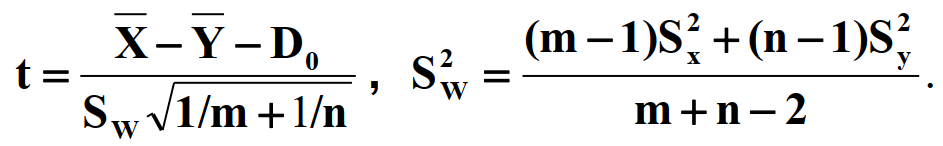 t = (X̅ − Y̅ − D₀) / (S_W √(1/m + 1/n)) , S²_W = ((m − 1)S²_x + (n − 1)S²_y) / (m + n − 2) .